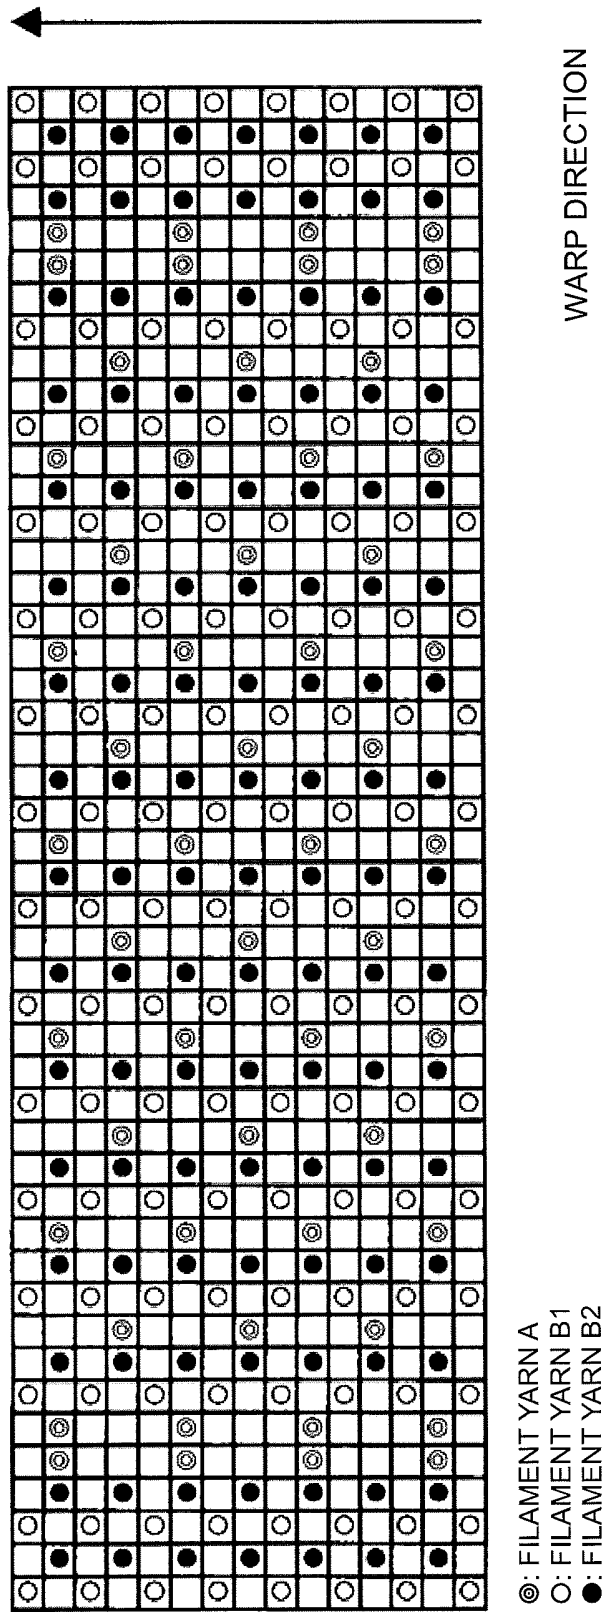 WARP DIRECTION
◎: FILAMENT YARN A
○: FILAMENT YARN B1
●: FILAMENT YARN B2